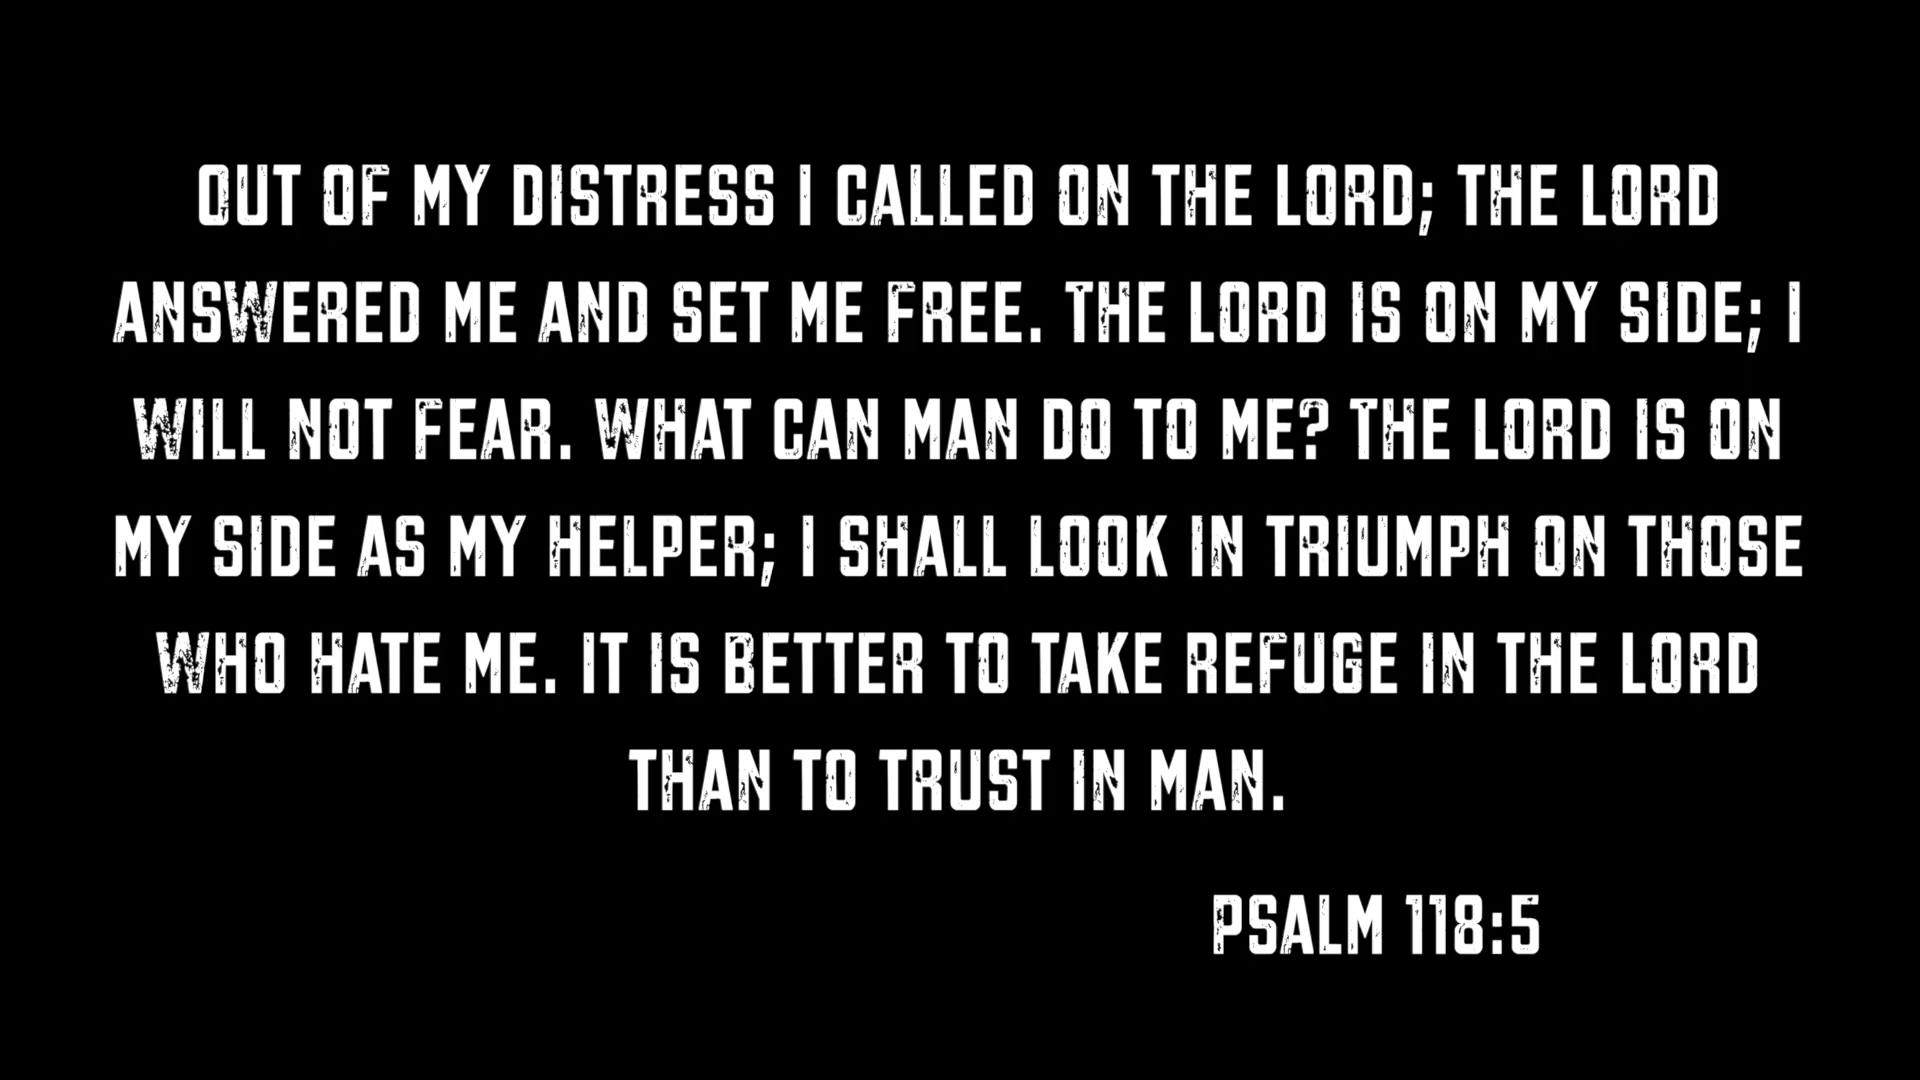 OUT OF MY DISTRESS I CALLED ON THE LORD; THE LORD
ANSWERED ME AND SET ME FREE. THE LORD IS ON MY SIDE; I
WILL NOT FEAR. WHAT CAN MAN DO TO ME? THE LORD IS ON
MY SIDE AS MY HELPER; I SHALL LOOK IN TRIUMPH ON THOSE
WHO HATE ME. IT IS BETTER TO TAKE REFUGE IN THE LORD
THAN TO TRUST IN MAN.
PSALM 118:5